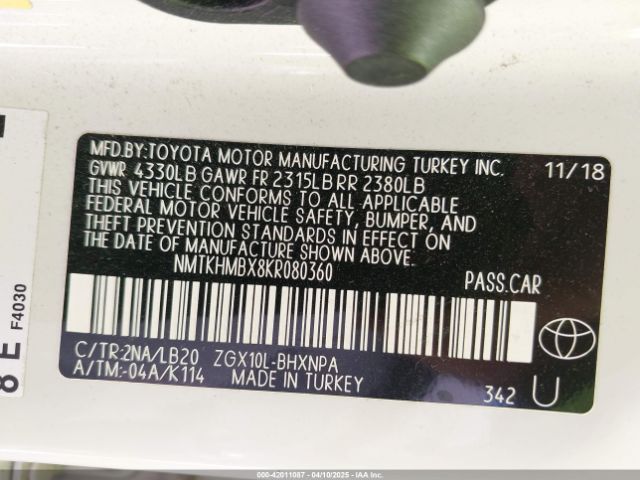 MFD.BY:TOYOTA MOTOR MANUFACTURING TURKEY INC. 11/18
GVWR 4330LB GAWR FR 2315LB RR 2380LB
THIS VEHICLE CONFORMS TO ALL APPLICABLE
FEDERAL MOTOR VEHICLE SAFETY, BUMPER, AND
THEFT PREVENTION STANDARDS IN EFFECT ON
THE DATE OF MANUFACTURE SHOWN ABOVE.
NMTKHMBX8KR080360 PASS.CAR
C/TR:2NA/LB20 ZGX10L-BHXNPA
A/TM:-04A/K114 MADE IN TURKEY
342 U
8 E F4030
000-42011087 - 04/10/2025 - IAAI.COM